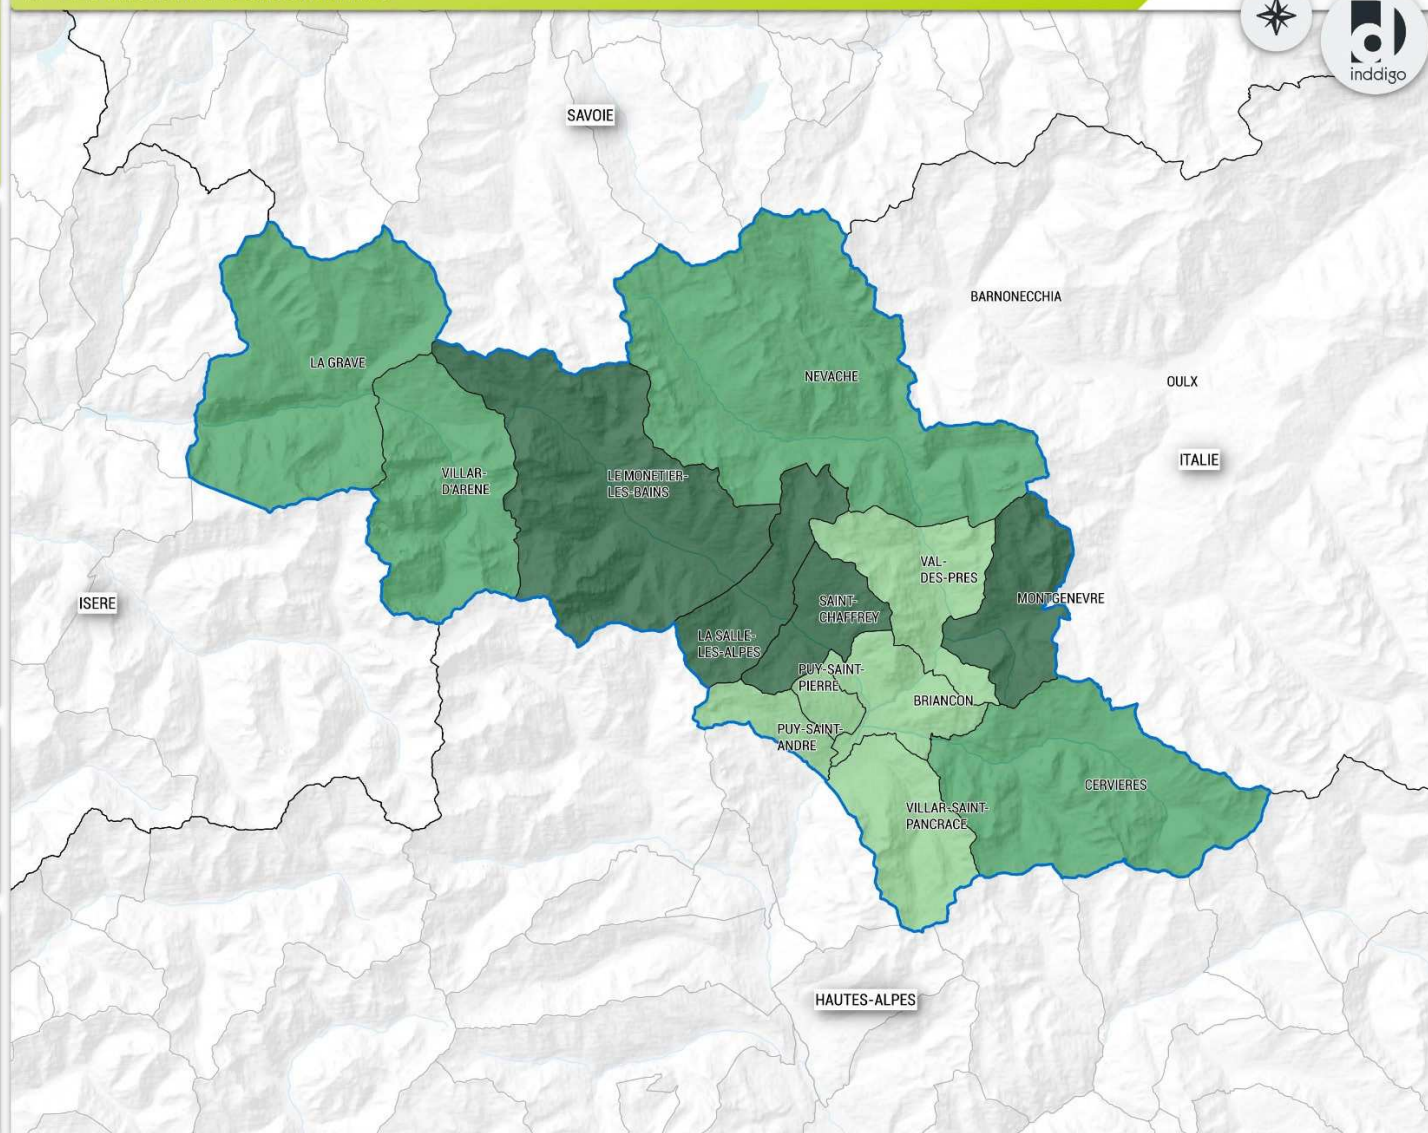 inddigo
SAVOIE
BARNONECCHIA
LA GRAVE
NEVACHE
OULX
ITALIE
VILLAR-
D'ARENE
LE MONETIER-
LES-BAINS
VAL-
DES-PRES
ISERE
SAINT-
CHAFFREY
MONTGENEVRE
LA SALLE-
LES-ALPES
PUY-SAINT-
PIERRE
BRIANCON
PUY-SAINT-
ANDRE
CERVIERES
VILLAR-SAINT-
PANCRACE
HAUTES-ALPES